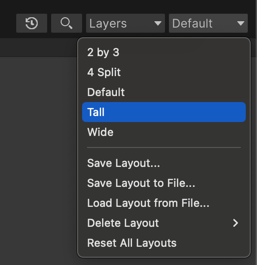 Layers Default
2 by 3
4 Split
Default
Tall
Wide
Save Layout...
Save Layout to File...
Load Layout from File...
Delete Layout
Reset All Layouts